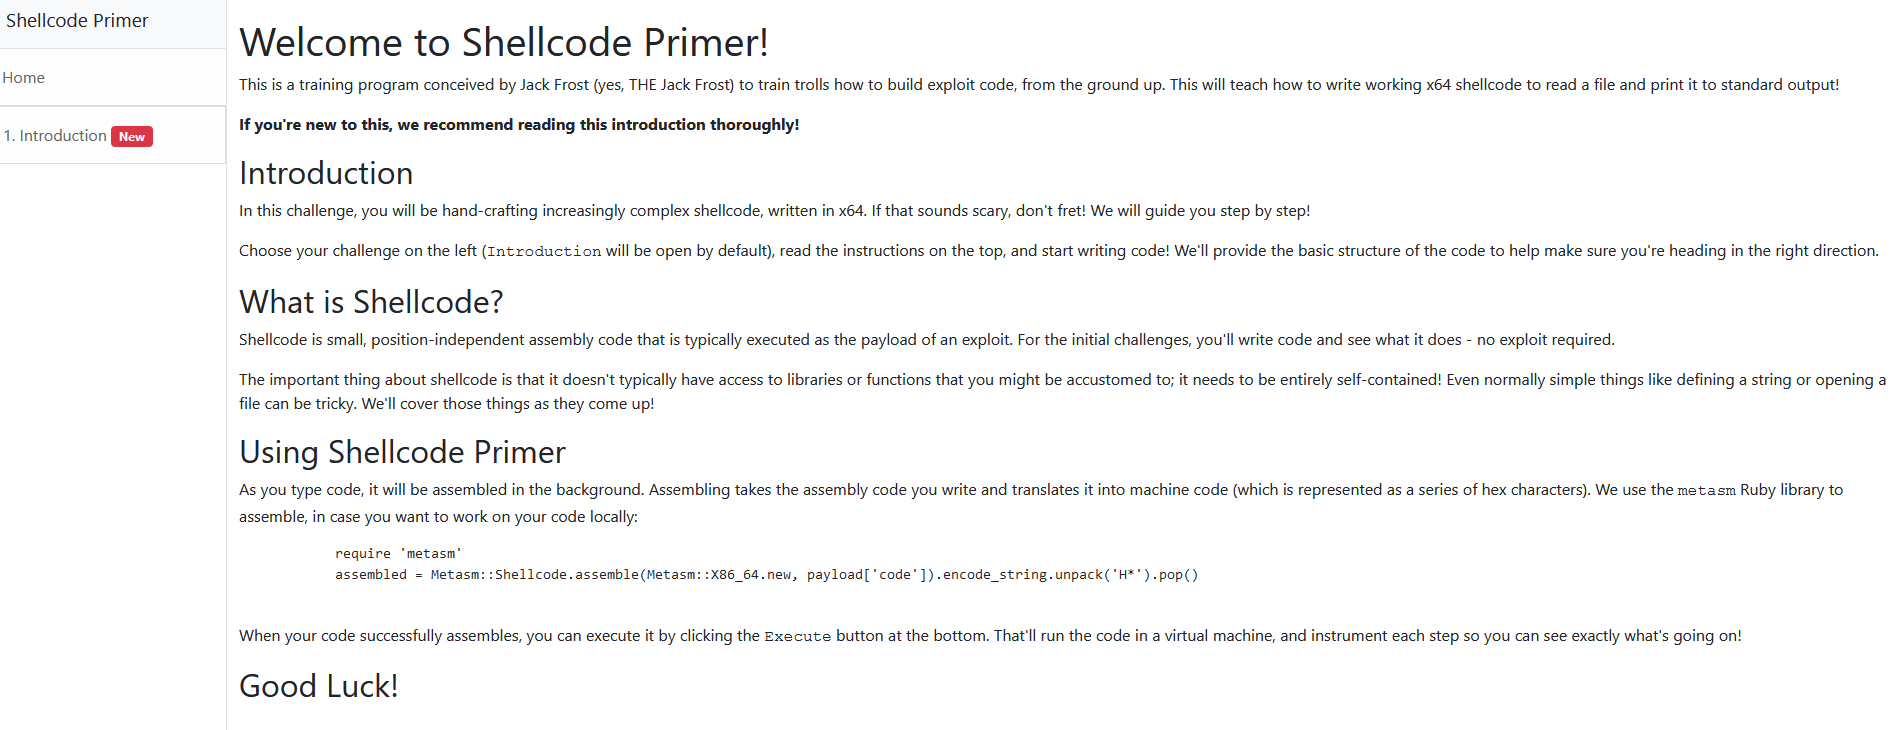 Shellcode Primer
Home
1. Introduction New
Welcome to Shellcode Primer!
This is a training program conceived by Jack Frost (yes, THE Jack Frost) to train trolls how to build exploit code, from the ground up. This will teach how to write working x64 shellcode to read a file and print it to standard output!
If you're new to this, we recommend reading this introduction thoroughly!
Introduction
In this challenge, you will be hand-crafting increasingly complex shellcode, written in x64. If that sounds scary, don't fret! We will guide you step by step!
Choose your challenge on the left (Introduction will be open by default), read the instructions on the top, and start writing code! We'll provide the basic structure of the code to help make sure you're heading in the right direction.
What is Shellcode?
Shellcode is small, position-independent assembly code that is typically executed as the payload of an exploit. For the initial challenges, you'll write code and see what it does - no exploit required.
The important thing about shellcode is that it doesn't typically have access to libraries or functions that you might be accustomed to; it needs to be entirely self-contained! Even normally simple things like defining a string or opening a
file can be tricky. We'll cover those things as they come up!
Using Shellcode Primer
As you type code, it will be assembled in the background. Assembling takes the assembly code you write and translates it into machine code (which is represented as a series of hex characters). We use the metasm Ruby library to
assemble, in case you want to work on your code locally:
require 'metasm'
assembled = Metasm::Shellcode.assemble(Metasm::X86_64.new, payload['code']).encode_string.unpack('H*').pop()
When your code successfully assembles, you can execute it by clicking the Execute button at the bottom. That'll run the code in a virtual machine, and instrument each step so you can see exactly what's going on!
Good Luck!